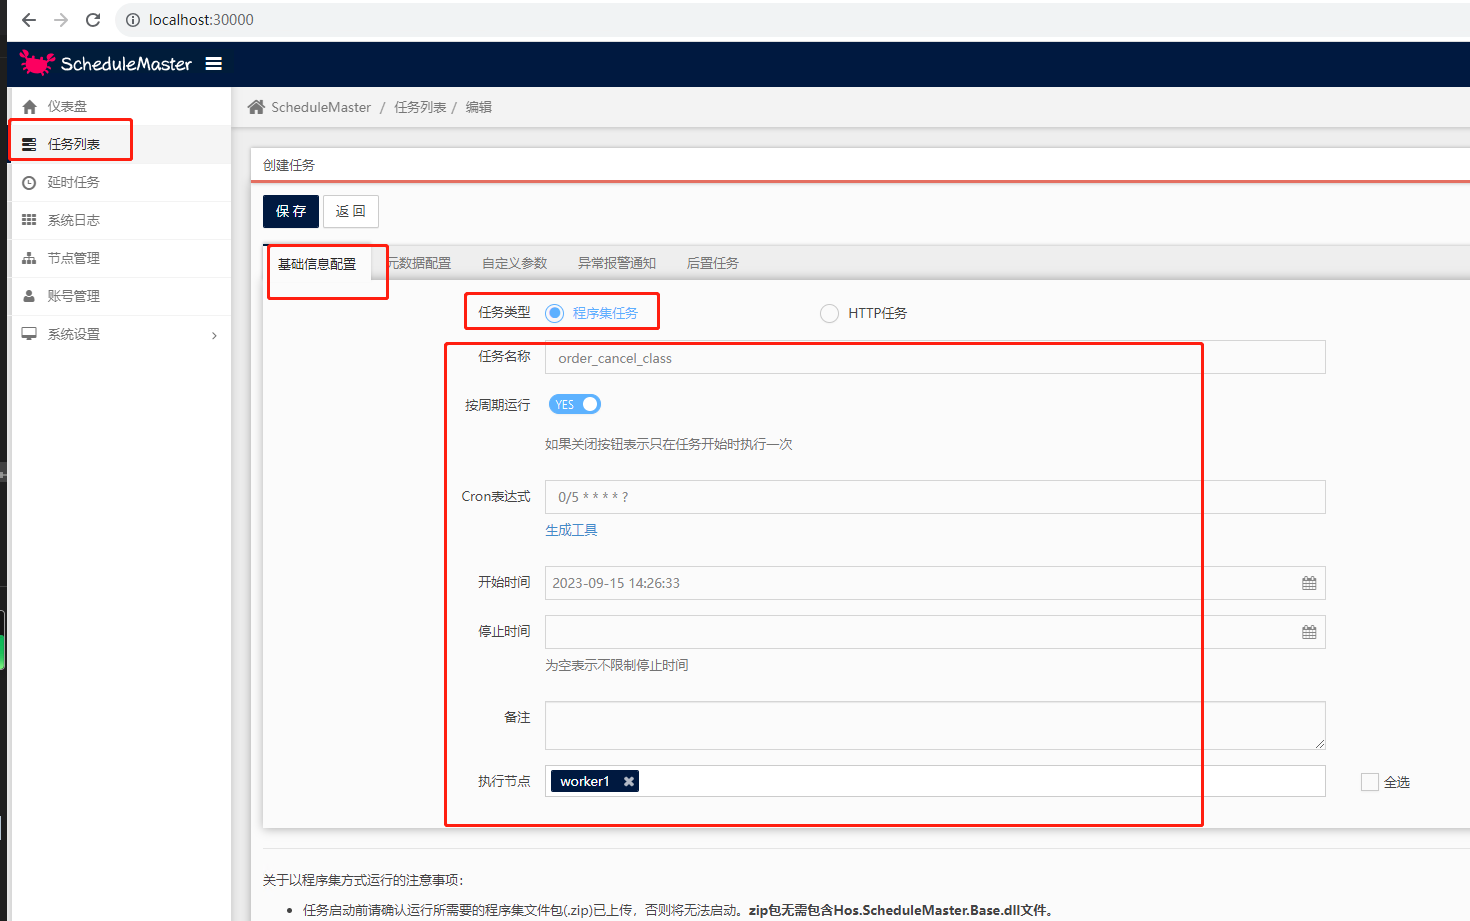 localhost:30000
ScheduleMaster
仪表盘
任务列表
延时任务
系统日志
节点管理
账号管理
系统设置
ScheduleMaster / 任务列表 / 编辑
创建任务
保 存 返 回
基础信息配置 元数据配置 自定义参数 异常报警通知 后置任务
任务类型 程序集任务 HTTP任务
任务名称 order_cancel_class
按周期运行 YES
如果关闭按钮表示只在任务开始时执行一次
Cron表达式 0/5 * * * * ?
生成工具
开始时间 2023-09-15 14:26:33
停止时间
为空表示不限制停止时间
备注
执行节点 worker1 全选
关于以程序集方式运行的注意事项：
任务启动前请确认运行所需要的程序集文件包(.zip)已上传，否则将无法启动。zip包无需包含Hos.ScheduleMaster.Base.dll文件。